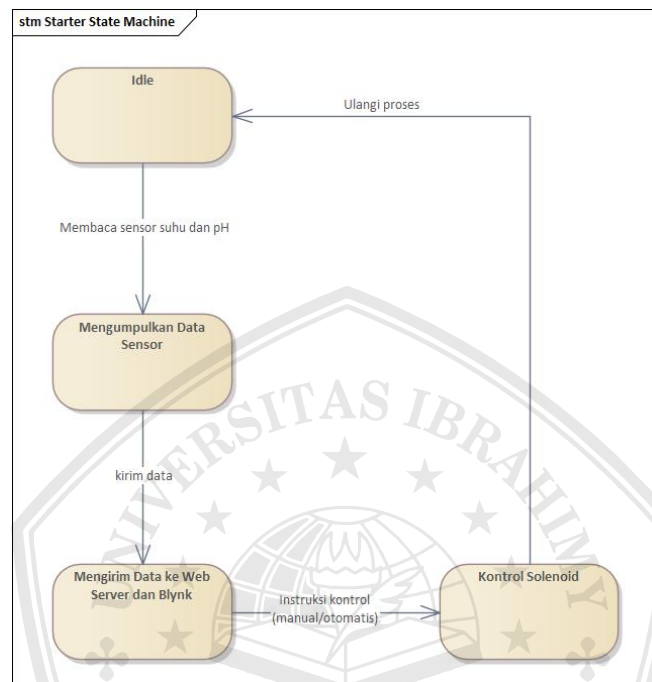 stm Starter State Machine
Idle
Ulangi proses
Membaca sensor suhu dan pH
Mengumpulkan Data
Sensor
kirim data
Mengirim Data ke Web
Server dan Blynk
Instruksi kontrol
(manual/otomatis)
Kontrol Solenoid
UNIVERSITAS IBRAHIMY